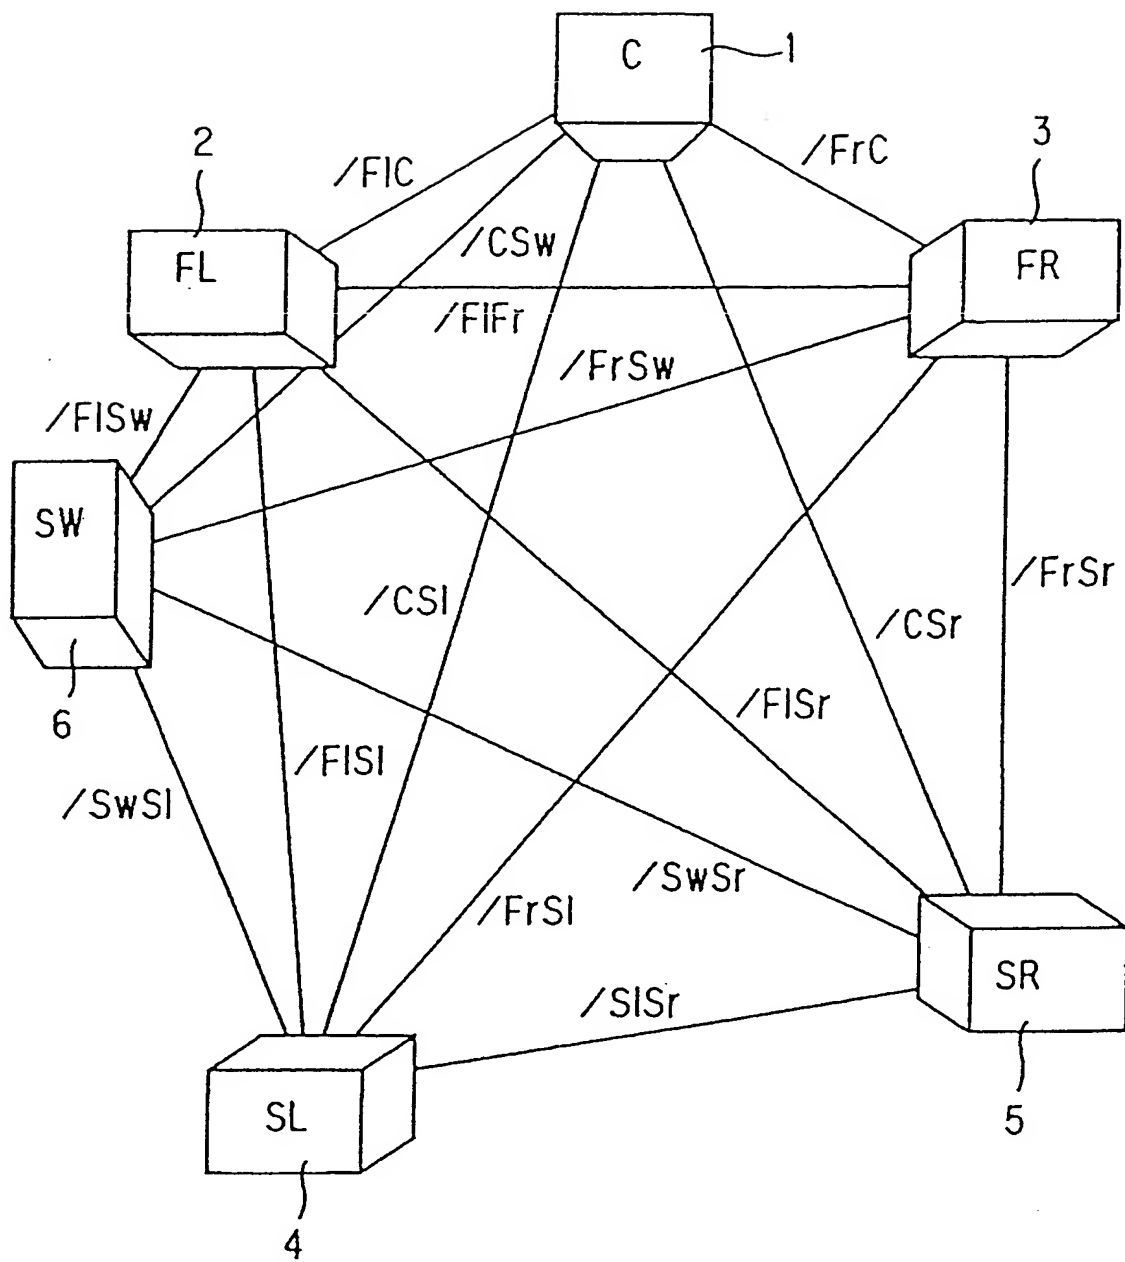 C
1
2
3
/FlC
/FrC
FL
/CSw
FR
/FlFr
/FrSw
/FlSw
SW
/CSl
/FrSr
/CSr
6
/FlSl
/FlSr
/SwSl
/SwSr
/FrSl
SR
/SlSr
SL
5
4